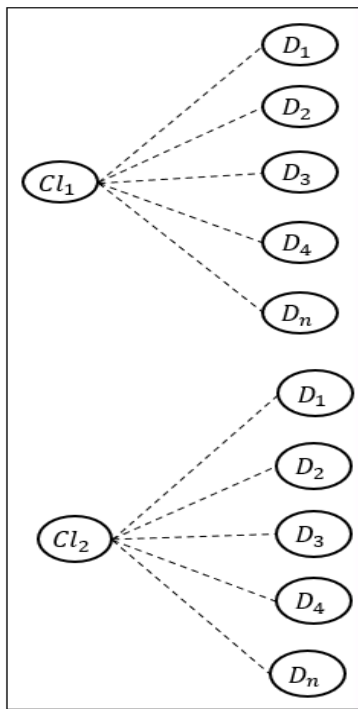 D₁
D₂
Cl₁
D₃
D₄
Dₙ
D₁
D₂
Cl₂
D₃
D₄
Dₙ